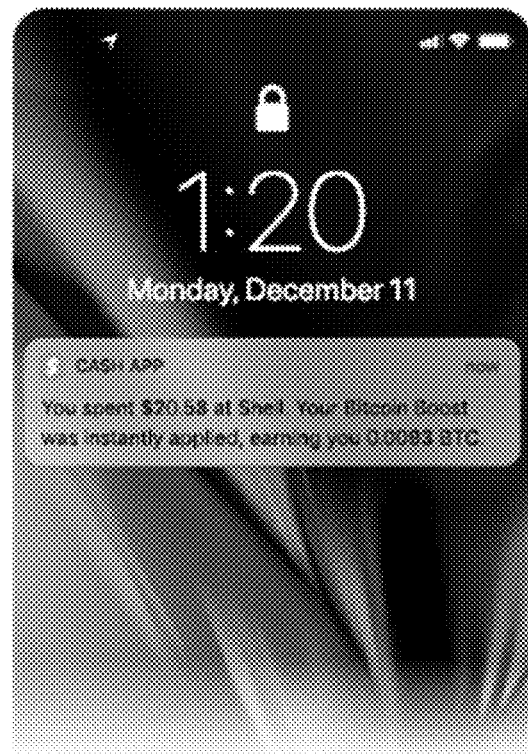 1:20
Monday, December 11
CASH APP
now
You spent $20.58 at Shell. Your Bitcoin Boost
was instantly applied, earning you 0.0093 BTC.